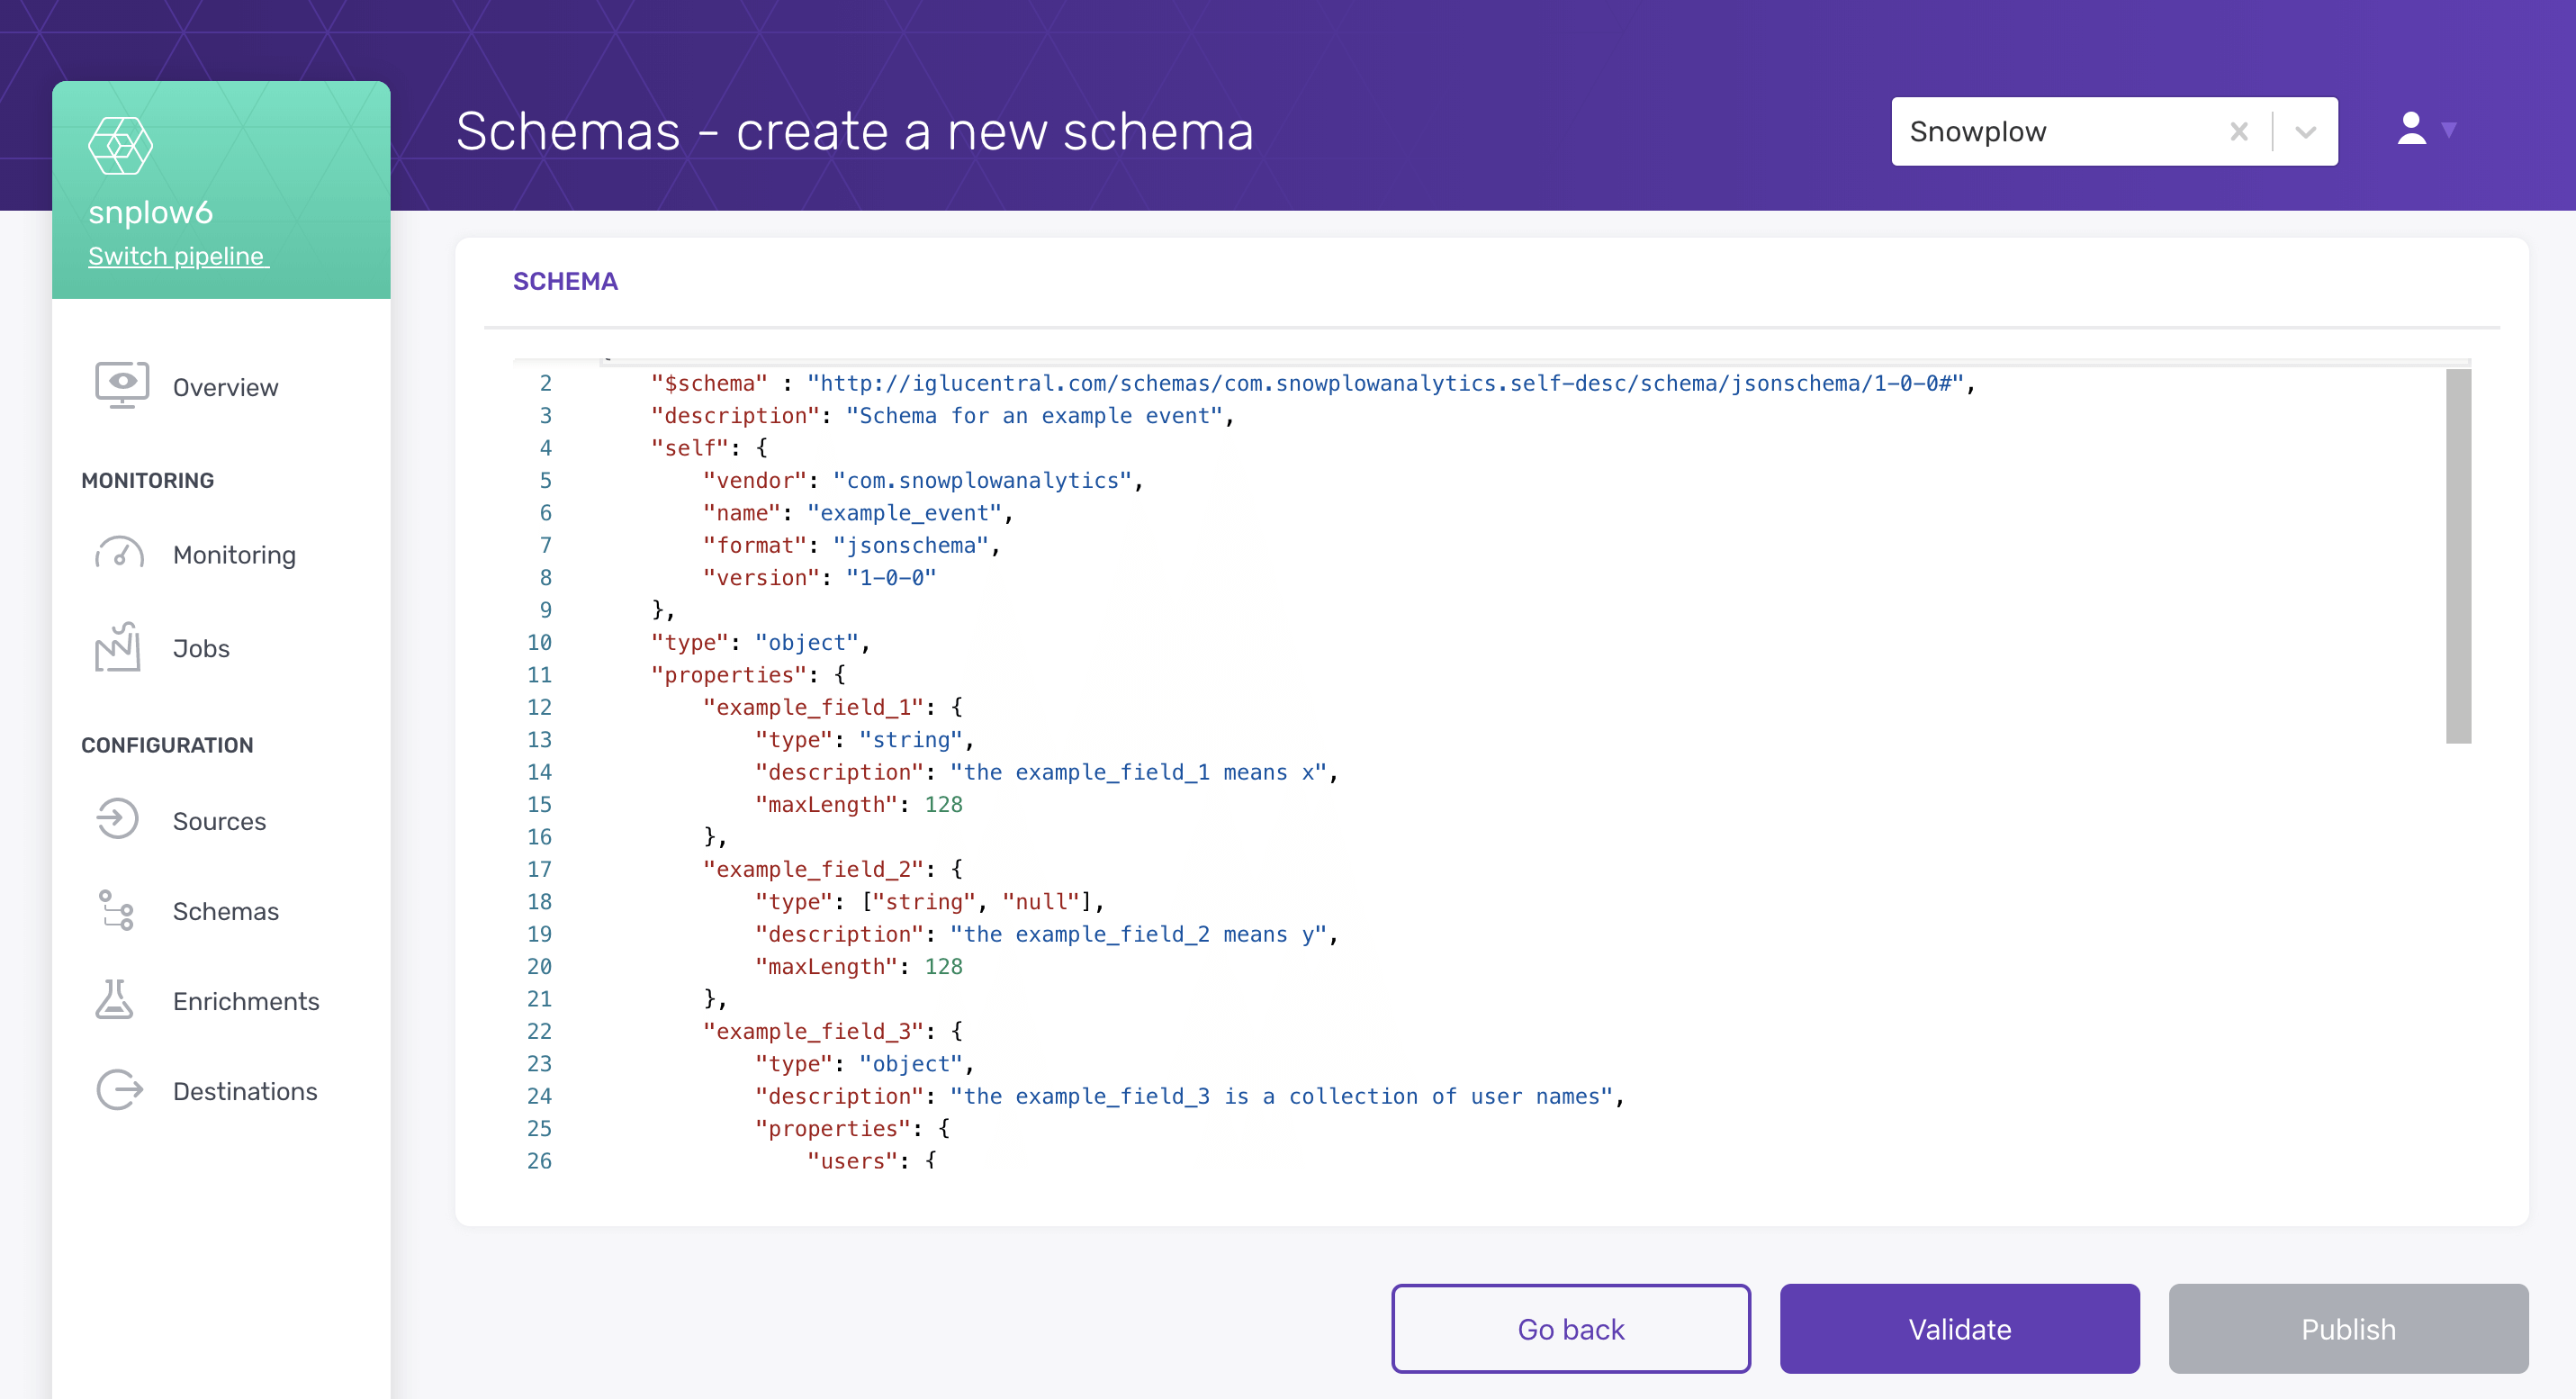 Schemas - create a new schema
Snowplow
snplow6
Switch pipeline
Overview
MONITORING
Monitoring
Jobs
CONFIGURATION
Sources
Schemas
Enrichments
Destinations
SCHEMA
2 "$schema" : "http://iglucentral.com/schemas/com.snowplowanalytics.self-desc/schema/jsonschema/1-0-0#",
3 "description": "Schema for an example event",
4 "self": {
5 "vendor": "com.snowplowanalytics",
6 "name": "example_event",
7 "format": "jsonschema",
8 "version": "1-0-0"
9 },
10 "type": "object",
11 "properties": {
12 "example_field_1": {
13 "type": "string",
14 "description": "the example_field_1 means x",
15 "maxLength": 128
16 },
17 "example_field_2": {
18 "type": ["string", "null"],
19 "description": "the example_field_2 means y",
20 "maxLength": 128
21 },
22 "example_field_3": {
23 "type": "object",
24 "description": "the example_field_3 is a collection of user names",
25 "properties": {
26 "users": {
Go back
Validate
Publish